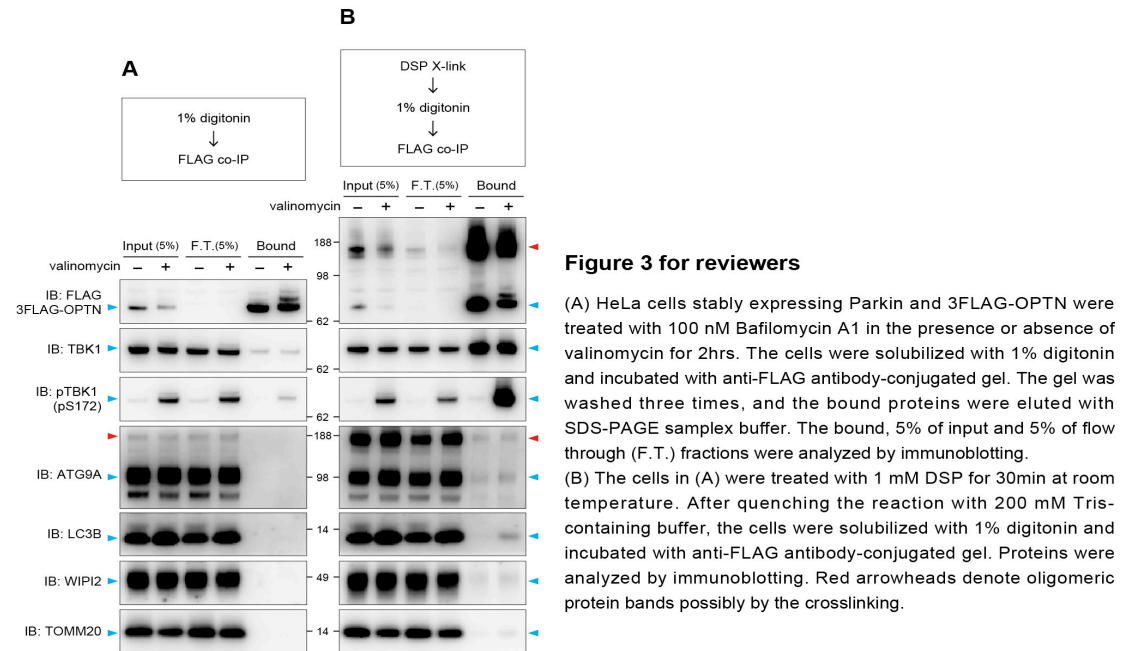 A
1% digitonin
↓
FLAG co-IP
Input (5%) F.T.(5%) Bound
valinomycin – + – + – +
IB: FLAG
3FLAG-OPTN
IB: TBK1
IB: pTBK1
(pS172)
IB: ATG9A
IB: LC3B
IB: WIPI2
IB: TOMM20
B
DSP X-link
↓
1% digitonin
↓
FLAG co-IP
Input (5%) F.T.(5%) Bound
valinomycin – + – + – +
188
98
62
62
62
188
98
14
49
14
Figure 3 for reviewers
(A) HeLa cells stably expressing Parkin and 3FLAG-OPTN were
treated with 100 nM Bafilomycin A1 in the presence or absence of
valinomycin for 2hrs. The cells were solubilized with 1% digitonin
and incubated with anti-FLAG antibody-conjugated gel. The gel was
washed three times, and the bound proteins were eluted with
SDS-PAGE samplex buffer. The bound, 5% of input and 5% of flow
through (F.T.) fractions were analyzed by immunoblotting.
(B) The cells in (A) were treated with 1 mM DSP for 30min at room
temperature. After quenching the reaction with 200 mM Tris-
containing buffer, the cells were solubilized with 1% digitonin and
incubated with anti-FLAG antibody-conjugated gel. Proteins were
analyzed by immunoblotting. Red arrowheads denote oligomeric
protein bands possibly by the crosslinking.